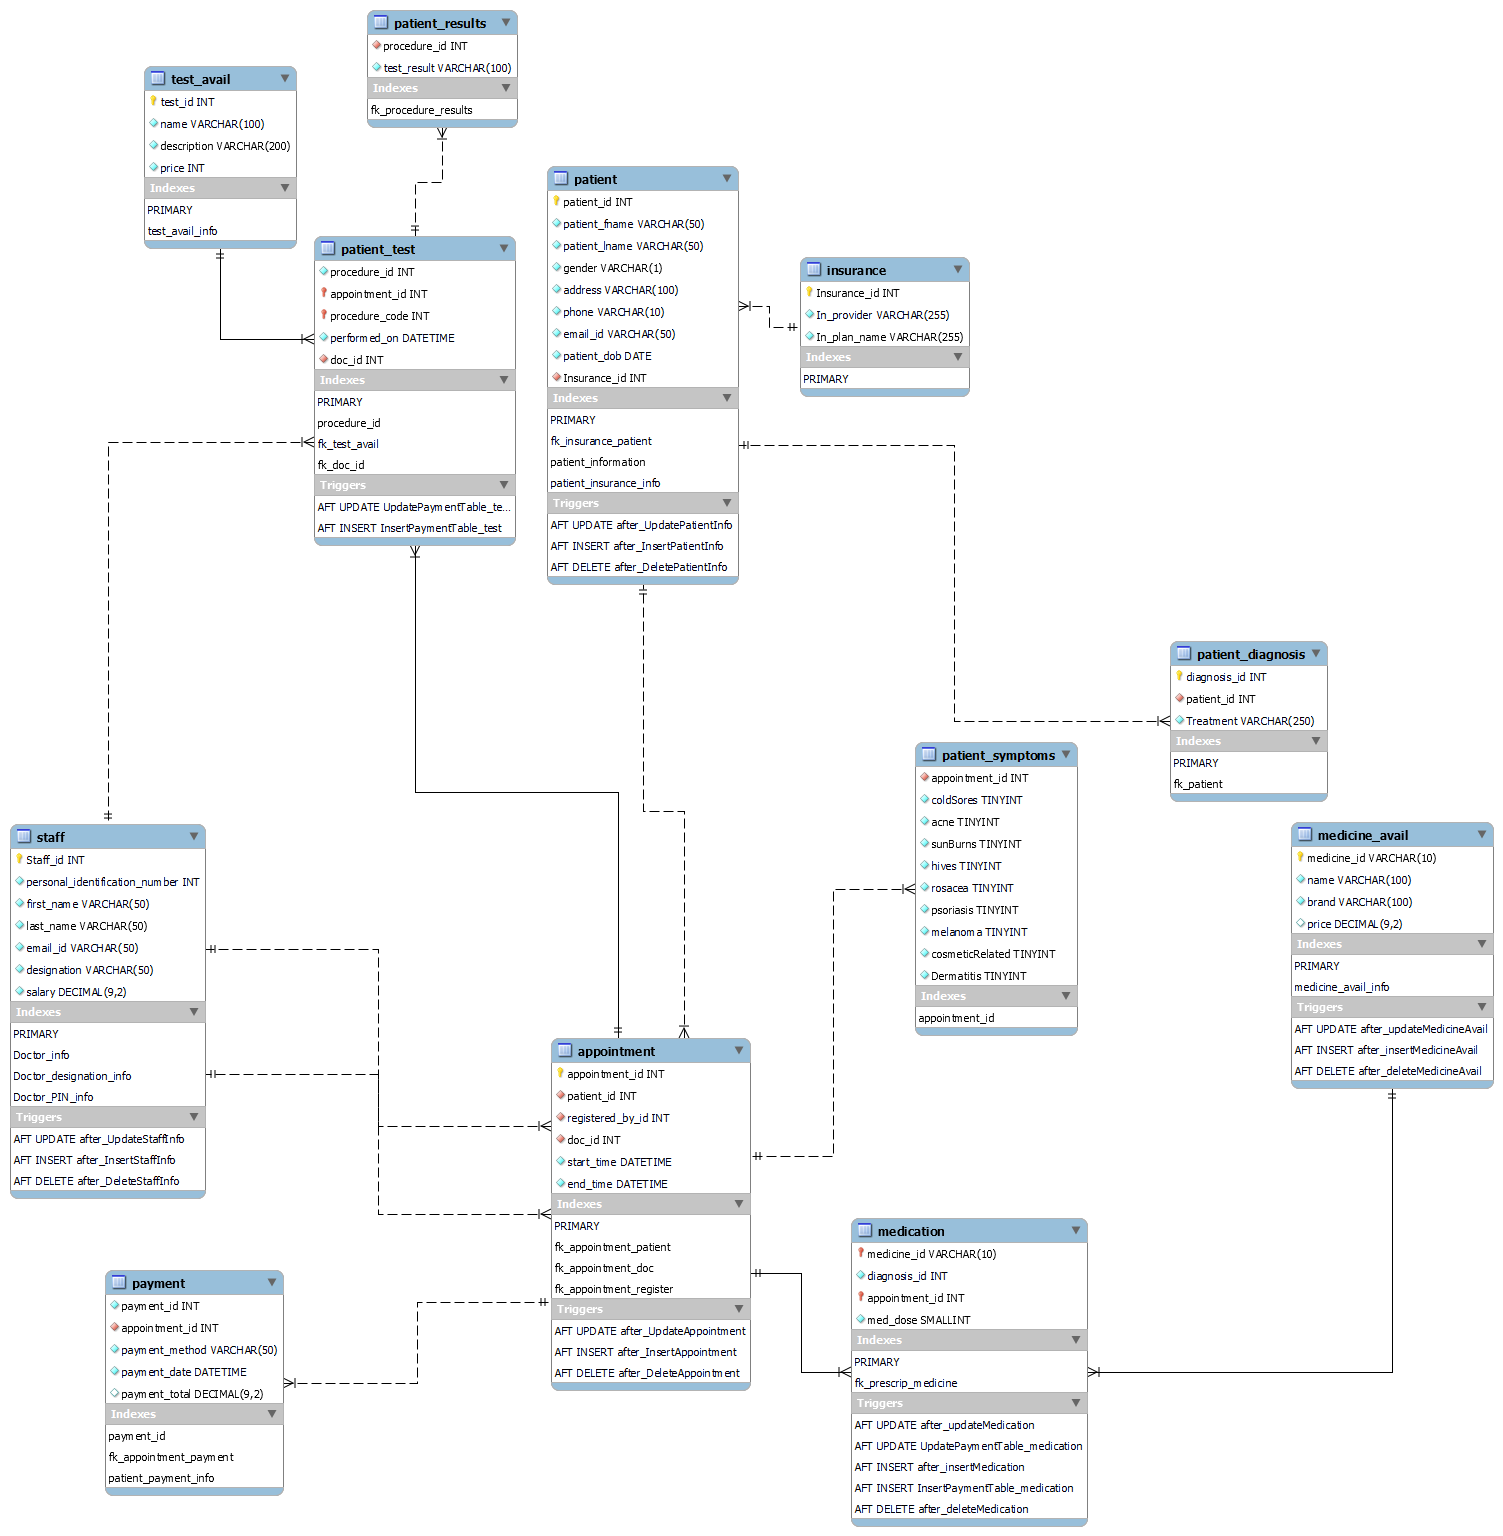 patient_results
procedure_id INT
test_result VARCHAR(100)
Indexes
fk_procedure_results
test_avail
test_id INT
name VARCHAR(100)
description VARCHAR(200)
price INT
Indexes
PRIMARY
test_avail_info
patient_test
procedure_id INT
appointment_id INT
procedure_code INT
performed_on DATETIME
doc_id INT
Indexes
PRIMARY
procedure_id
fk_test_avail
fk_doc_id
Triggers
AFT UPDATE UpdatePaymentTable_te...
AFT INSERT InsertPaymentTable_test
patient
patient_id INT
patient_fname VARCHAR(50)
patient_lname VARCHAR(50)
gender VARCHAR(1)
address VARCHAR(100)
phone VARCHAR(10)
email_id VARCHAR(50)
patient_dob DATE
Insurance_id INT
Indexes
PRIMARY
fk_insurance_patient
patient_information
patient_insurance_info
Triggers
AFT UPDATE after_UpdatePatientInfo
AFT INSERT after_InsertPatientInfo
AFT DELETE after_DeletePatientInfo
insurance
Insurance_id INT
In_provider VARCHAR(255)
In_plan_name VARCHAR(255)
Indexes
PRIMARY
patient_diagnosis
diagnosis_id INT
patient_id INT
Treatment VARCHAR(250)
Indexes
PRIMARY
fk_patient
patient_symptoms
appointment_id INT
coldSores TINYINT
acne TINYINT
sunBurns TINYINT
hives TINYINT
rosacea TINYINT
psoriasis TINYINT
melanoma TINYINT
cosmeticRelated TINYINT
Dermatitis TINYINT
Indexes
appointment_id
medicine_avail
medicine_id VARCHAR(10)
name VARCHAR(100)
brand VARCHAR(100)
price DECIMAL(9,2)
Indexes
PRIMARY
medicine_avail_info
Triggers
AFT UPDATE after_updateMedicineAvail
AFT INSERT after_insertMedicineAvail
AFT DELETE after_deleteMedicineAvail
staff
Staff_id INT
personal_identification_number INT
first_name VARCHAR(50)
last_name VARCHAR(50)
email_id VARCHAR(50)
designation VARCHAR(50)
salary DECIMAL(9,2)
Indexes
PRIMARY
Doctor_info
Doctor_designation_info
Doctor_PIN_info
Triggers
AFT UPDATE after_UpdateStaffInfo
AFT INSERT after_InsertStaffInfo
AFT DELETE after_DeleteStaffInfo
appointment
appointment_id INT
patient_id INT
registered_by_id INT
doc_id INT
start_time DATETIME
end_time DATETIME
Indexes
PRIMARY
fk_appointment_patient
fk_appointment_doc
fk_appointment_register
Triggers
AFT UPDATE after_UpdateAppointment
AFT INSERT after_InsertAppointment
AFT DELETE after_DeleteAppointment
payment
payment_id INT
appointment_id INT
payment_method VARCHAR(50)
payment_date DATETIME
payment_total DECIMAL(9,2)
Indexes
payment_id
fk_appointment_payment
patient_payment_info
medication
medicine_id VARCHAR(10)
diagnosis_id INT
appointment_id INT
med_dose SMALLINT
Indexes
PRIMARY
fk_prescrip_medicine
Triggers
AFT UPDATE after_updateMedication
AFT UPDATE UpdatePaymentTable_medication
AFT INSERT after_insertMedication
AFT INSERT InsertPaymentTable_medication
AFT DELETE after_deleteMedication